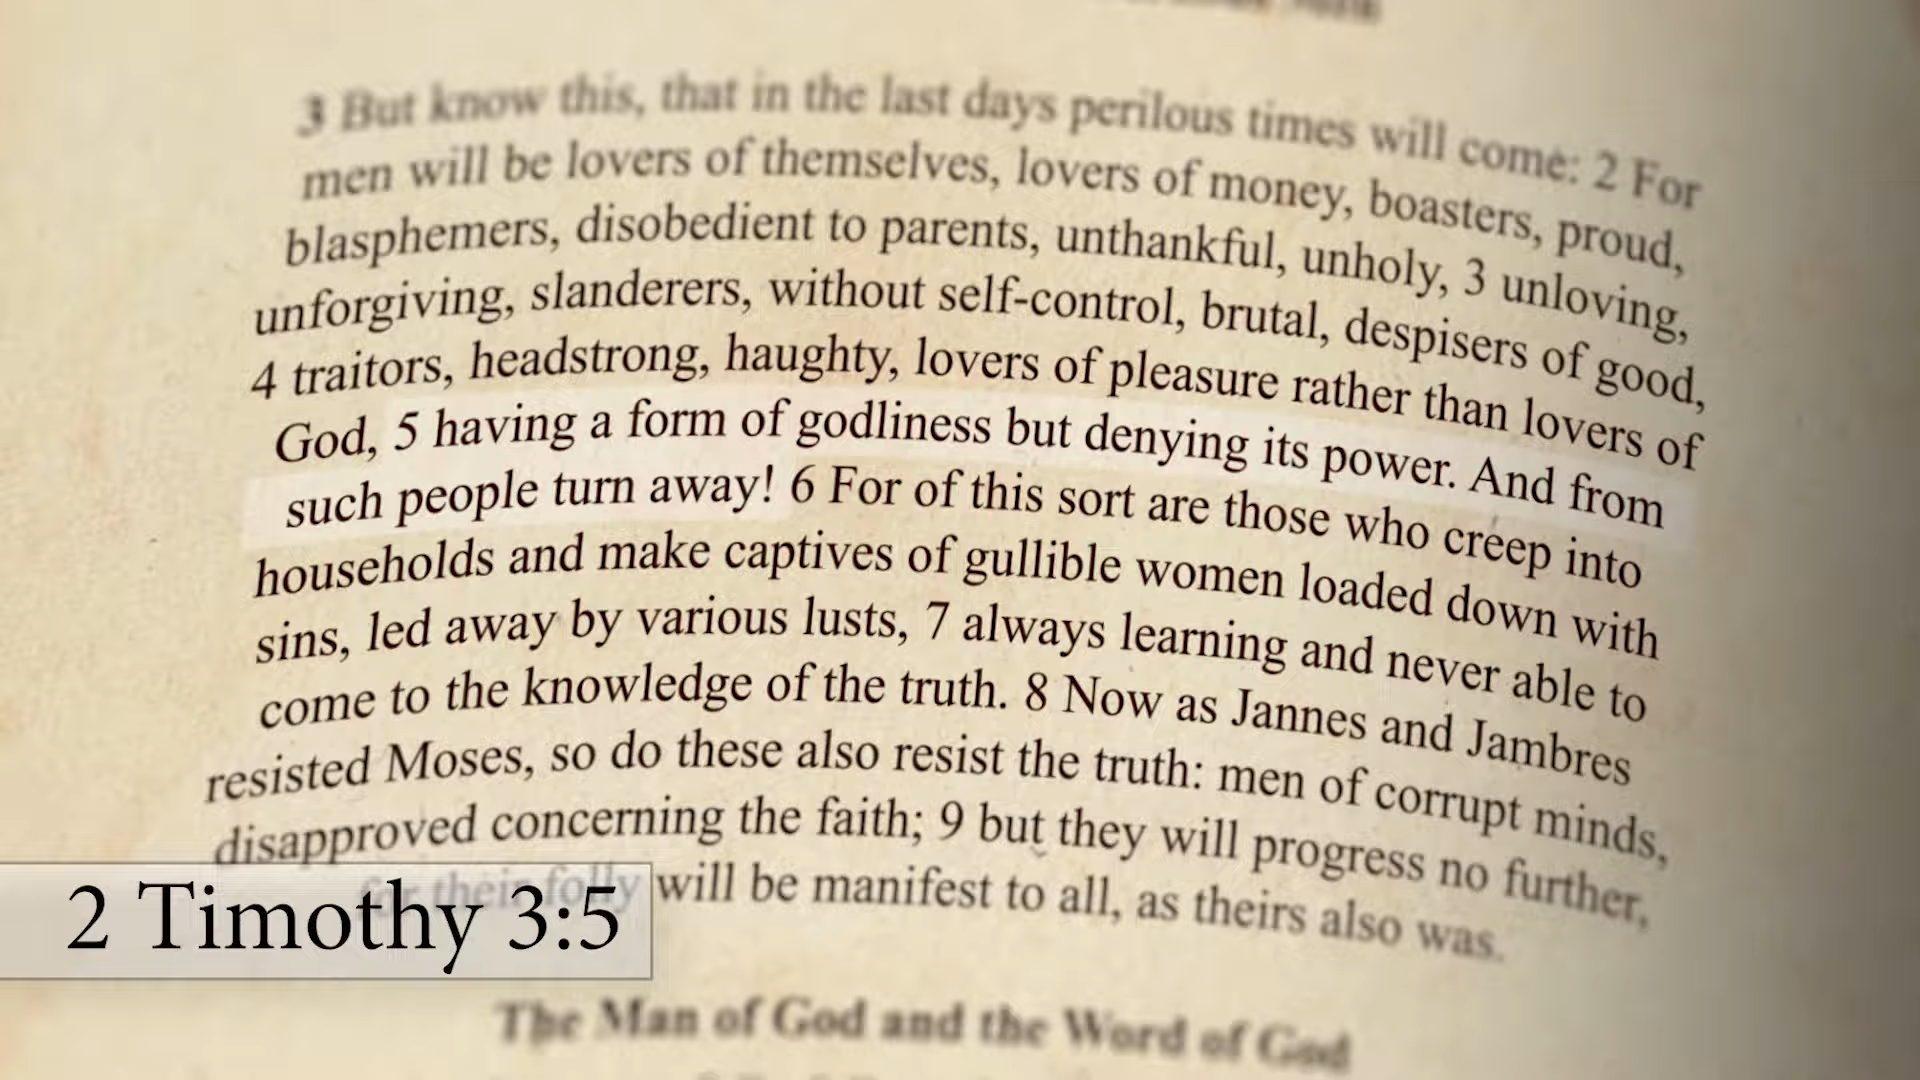 3 But know this, that in the last days perilous times will come: 2 For
men will be lovers of themselves, lovers of money, boasters, proud,
blasphemers, disobedient to parents, unthankful, unholy, 3 unloving,
unforgiving, slanderers, without self-control, brutal, despisers of good,
4 traitors, headstrong, haughty, lovers of pleasure rather than lovers of
God, 5 having a form of godliness but denying its power. And from
such people turn away! 6 For of this sort are those who creep into
households and make captives of gullible women loaded down with
sins, led away by various lusts, 7 always learning and never able to
come to the knowledge of the truth. 8 Now as Jannes and Jambres
resisted Moses, so do these also resist the truth: men of corrupt minds,
disapproved concerning the faith; 9 but they will progress no further,
for their folly will be manifest to all, as theirs also was.
2 Timothy 3:5
The Man of God and the Word of God